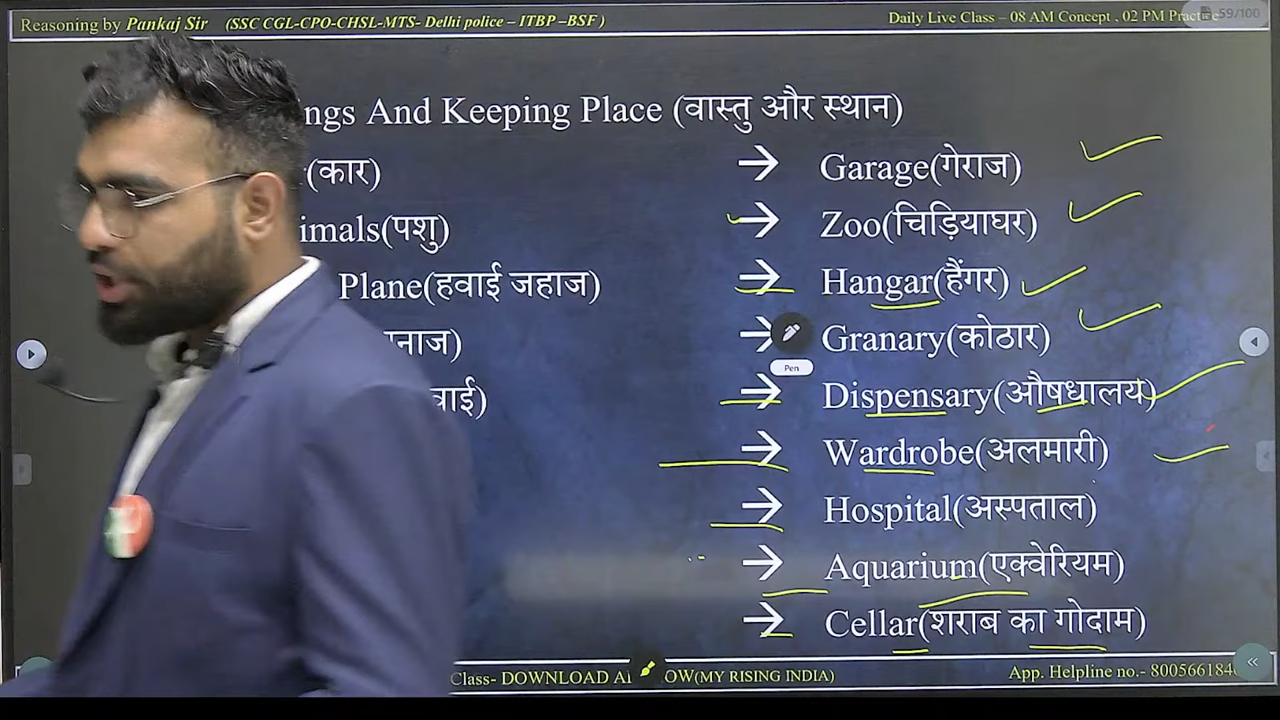 Reasoning by Pankaj Sir (SSC CGL-CPO-CHSL-MTS- Delhi police – ITBP –BSF ) Daily Live Class – 08 AM Concept , 02 PM Practice 59/100
ngs And Keeping Place (वास्तु और स्थान)
(कार) → Garage(गेराज)
imals(पशु) → Zoo(चिड़ियाघर)
Plane(हवाई जहाज) → Hangar(हैंगर)
नाज) → Granary(कोठार)
Pen
वाई) → Dispensary(औषधालय)
→ Wardrobe(अलमारी)
→ Hospital(अस्पताल)
→ Aquarium(एक्वेरियम)
→ Cellar(शराब का गोदाम)
Class- DOWNLOAD OW(MY RISING INDIA) App. Helpline no.- 800566184